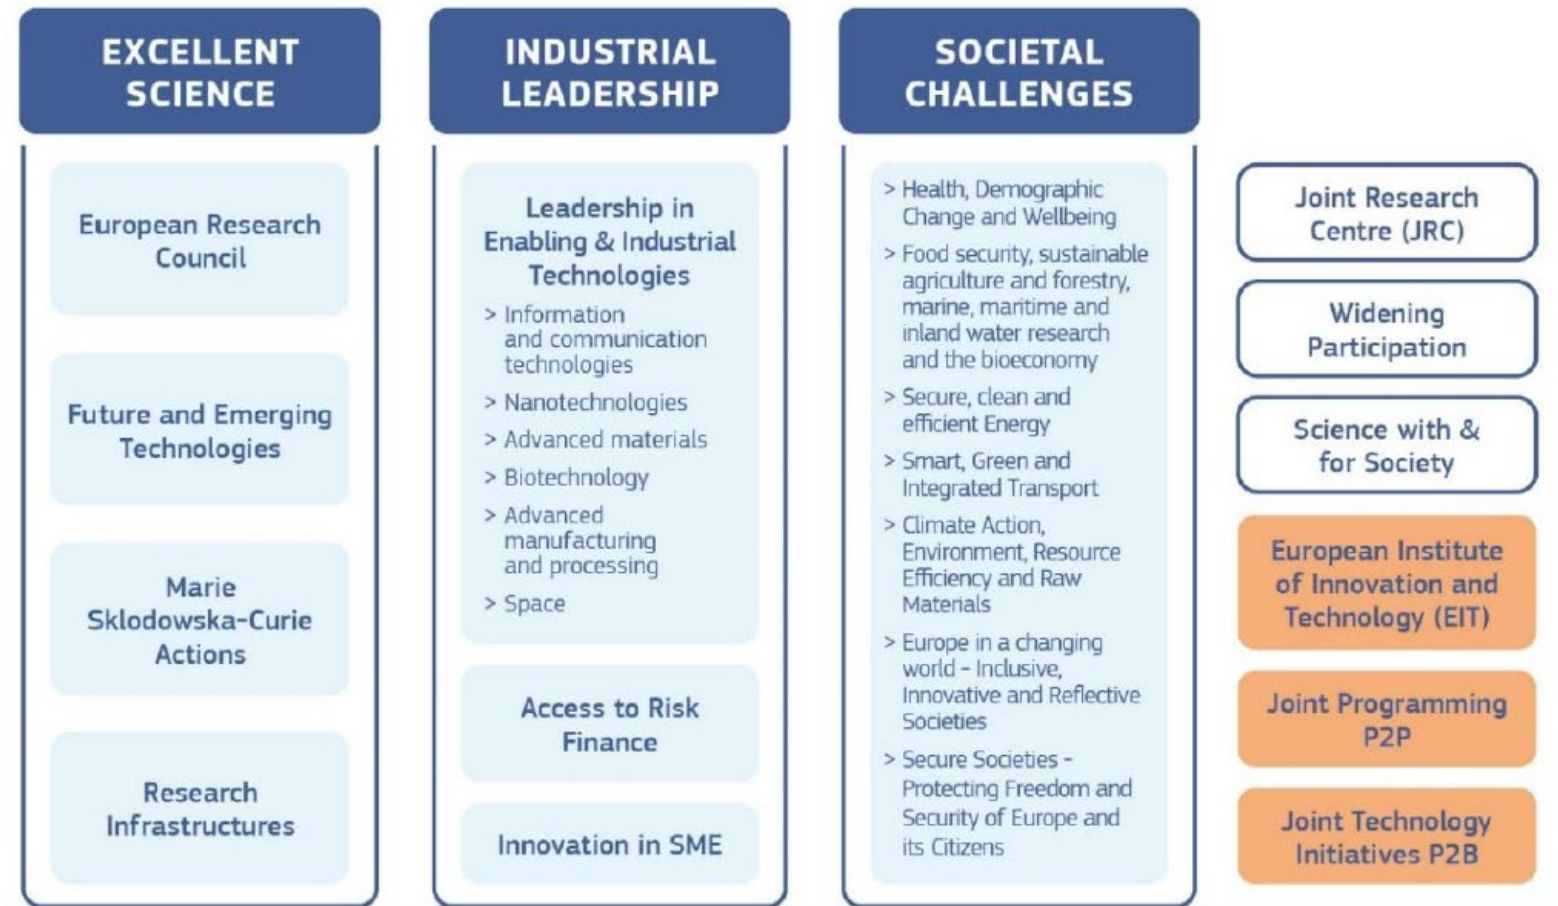 EXCELLENT
SCIENCE
European Research
Council
Future and Emerging
Technologies
Marie
Sklodowska-Curie
Actions
Research
Infrastructures
INDUSTRIAL
LEADERSHIP
Leadership in
Enabling & Industrial
Technologies
> Information
and communication
technologies
> Nanotechnologies
> Advanced materials
> Biotechnology
> Advanced
manufacturing
and processing
> Space
Access to Risk
Finance
Innovation in SME
SOCIETAL
CHALLENGES
> Health, Demographic
Change and Wellbeing
> Food security, sustainable
agriculture and forestry,
marine, maritime and
inland water research
and the bioeconomy
> Secure, clean and
efficient Energy
> Smart, Green and
Integrated Transport
> Climate Action,
Environment, Resource
Efficiency and Raw
Materials
> Europe in a changing
world - Inclusive,
Innovative and Reflective
Societies
> Secure Societies -
Protecting Freedom and
Security of Europe and
its Citizens
Joint Research
Centre (JRC)
Widening
Participation
Science with &
for Society
European Institute
of Innovation and
Technology (EIT)
Joint Programming
P2P
Joint Technology
Initiatives P2B